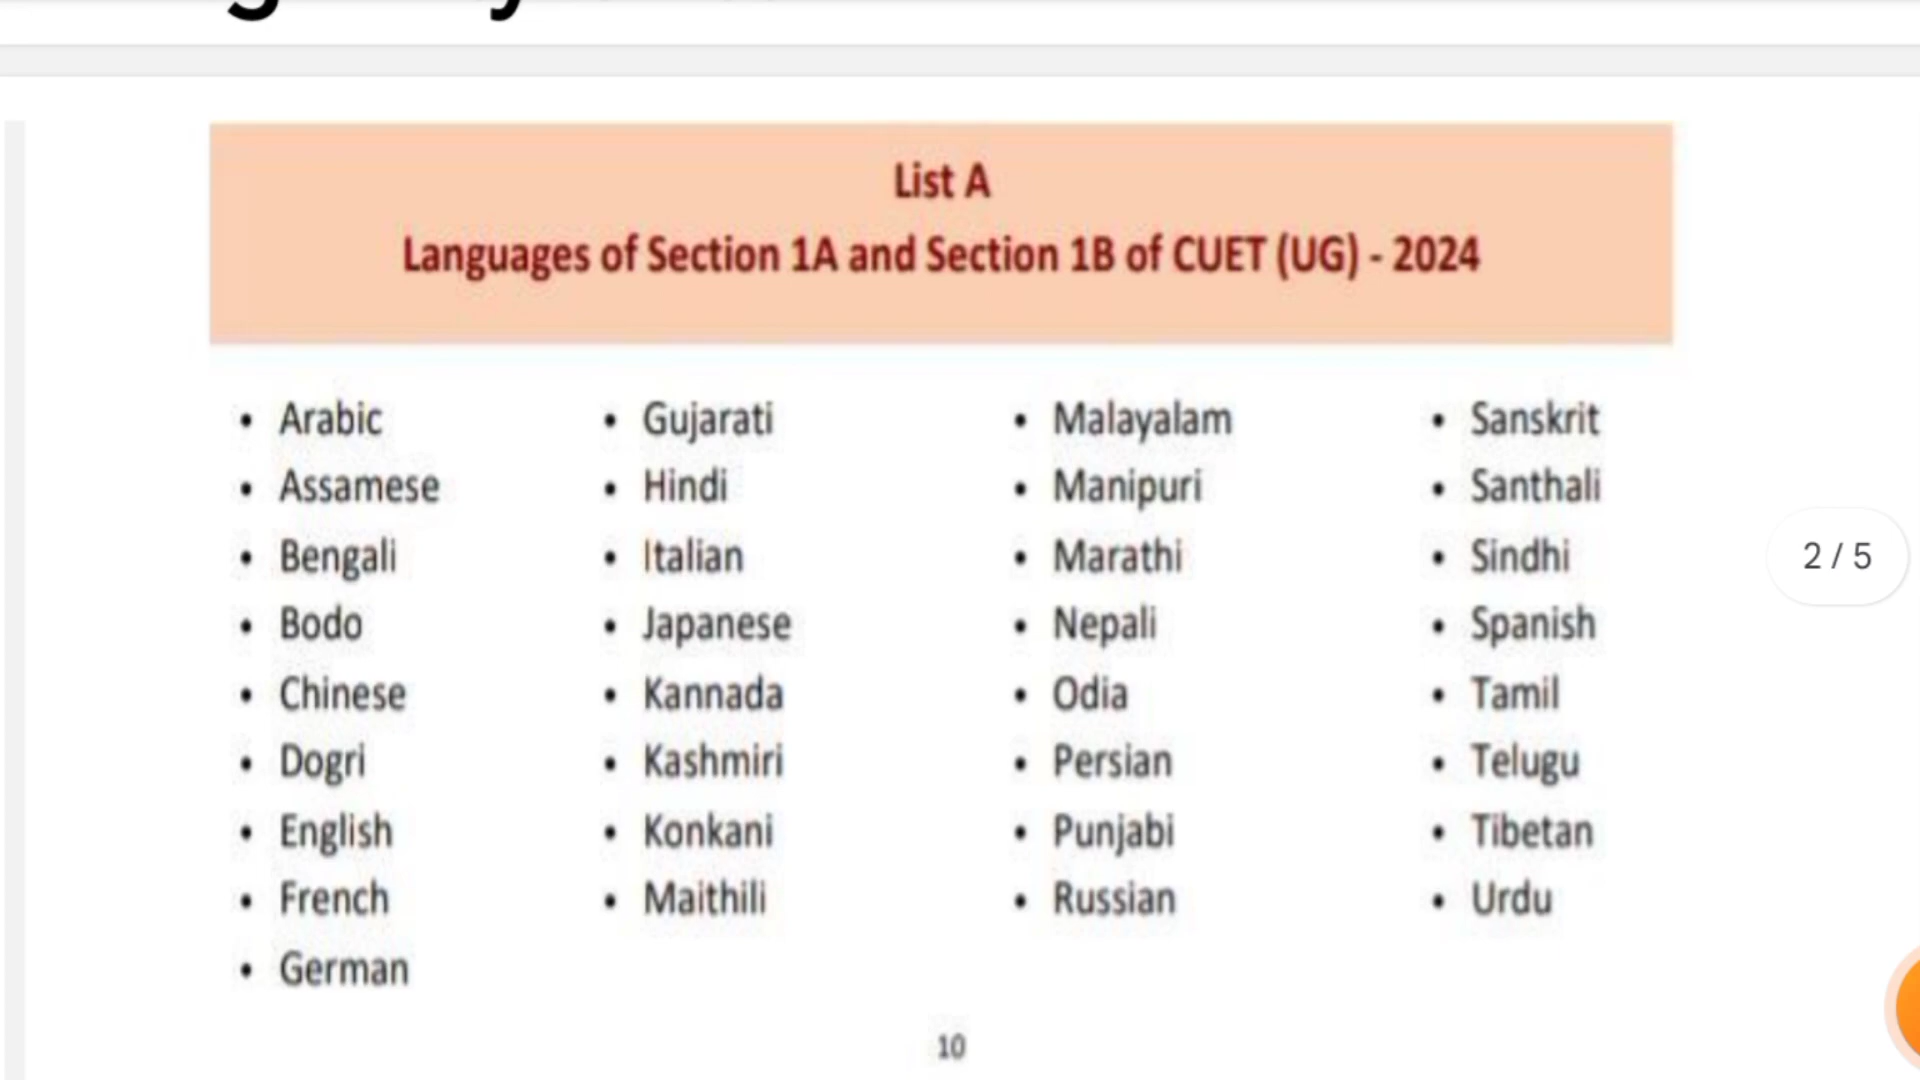 List A
Languages of Section 1A and Section 1B of CUET (UG) - 2024
• Arabic
• Assamese
• Bengali
• Bodo
• Chinese
• Dogri
• English
• French
• German
• Gujarati
• Hindi
• Italian
• Japanese
• Kannada
• Kashmiri
• Konkani
• Maithili
• Malayalam
• Manipuri
• Marathi
• Nepali
• Odia
• Persian
• Punjabi
• Russian
• Sanskrit
• Santhali
• Sindhi
• Spanish
• Tamil
• Telugu
• Tibetan
• Urdu
2 / 5
10